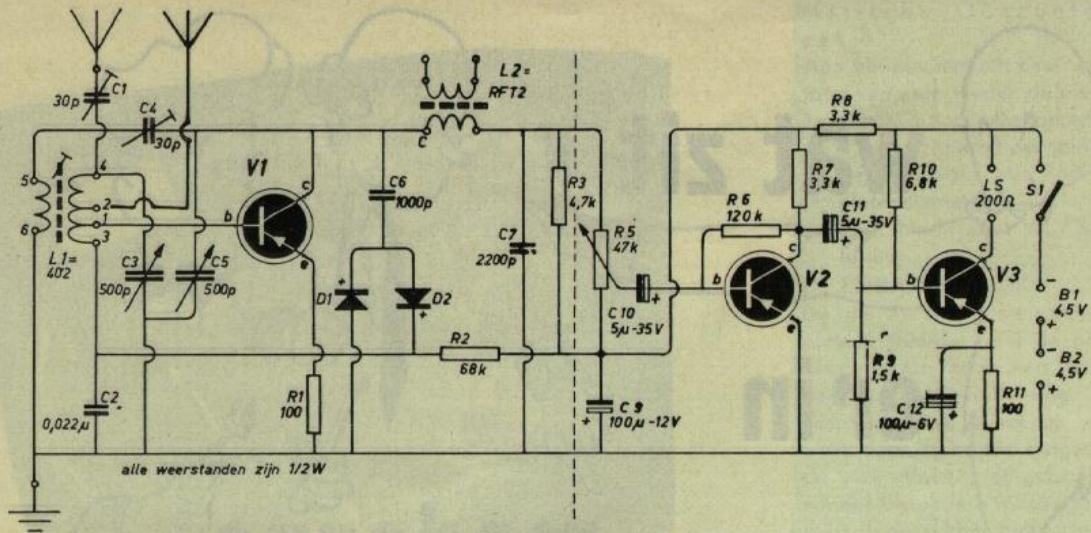 C1
30p
C4
30p
L2=
RFT2
5
6
4
2
1
3
L1=
402
C3
500p
C5
500p
V1
b
c
e
C6
1000p
C
C7
2200p
D1
D2
+
+
R1
100
R2
68k
C2
0,022µ
R3
4,7k
R5
47k
C10
5µ-35V
+
C9
100µ-12V
+
R6
120k
R7
3,3k
R8
3,3k
C11
5µ-35V
+
V2
b
c
e
R9
1,5k
R10
6,8k
V3
b
c
e
C12
100µ-6V
+
R11
100
LS
200Ω
S1
-
B1
4,5V
+
-
B2
4,5V
+
alle weerstanden zijn 1/2W